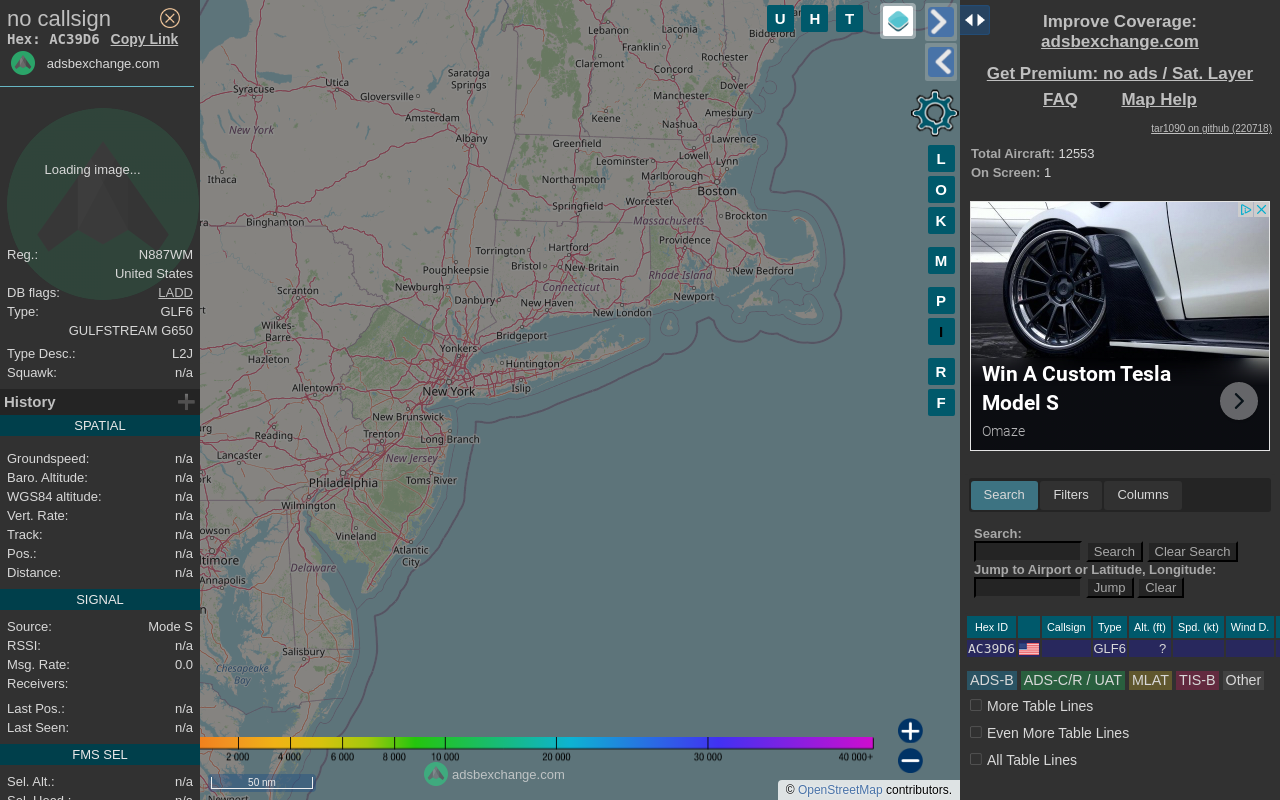 no callsign
Hex: AC39D6 Copy Link
adsbexchange.com
Loading image...
Reg.: N887WM
United States
DB flags: LADD
Type: GLF6
GULFSTREAM G650
Type Desc.: L2J
Squawk: n/a
History
SPATIAL
Groundspeed: n/a
Baro. Altitude: n/a
WGS84 altitude: n/a
Vert. Rate: n/a
Track: n/a
Pos.: n/a
Distance: n/a
SIGNAL
Source: Mode S
RSSI: n/a
Msg. Rate: 0.0
Receivers:
Last Pos.: n/a
Last Seen: n/a
FMS SEL
Sel. Alt.: n/a
U H T
L
O
K
M
P
I
R
F
Lebanon
Laconia
Biddeford
Franklin
Claremont
Rochester
Concord
Dover
Saratoga
Springs
Utica
Syracuse
Gloversville
Manchester
Amesbury
Amsterdam
Keene
Nashua
New York
Albany
Lawrence
Greenfield
Leominster
Lowell
Lynn
Ithaca
Northampton
Marlborough
Boston
Springfield
Worcester
Binghamton
Massachusetts
Brockton
Providence
Torrington
Hartford
Poughkeepsie
Bristol
New Britain
New Bedford
Rhode Island
Scranton
Newburgh
Connecticut
Danbury
New Haven
Newport
New London
Wilkes-
Barre
Bridgeport
Yonkers
Hazleton
Huntington
Allentown
New York
Islip
New Brunswick
Reading
Trenton
Long Branch
Lancaster
New Jersey
Philadelphia
Toms River
Wilmington
Vineland
Atlantic
City
Delaware
Annapolis
Salisbury
Chesapeake
Bay
2 000 4 000 6 000 8 000 10 000 20 000 30 000 40 000+
50 nm
adsbexchange.com
© OpenStreetMap contributors.
Improve Coverage:
adsbexchange.com
Get Premium: no ads / Sat. Layer
FAQ Map Help
tar1090 on github (220718)
Total Aircraft: 12553
On Screen: 1
Win A Custom Tesla
Model S
Omaze
Search Filters Columns
Search:
Search Clear Search
Jump to Airport or Latitude, Longitude:
Jump Clear
Hex ID Callsign Type Alt. (ft) Spd. (kt) Wind D.
AC39D6 GLF6 ?
ADS-B ADS-C/R / UAT MLAT TIS-B Other
More Table Lines
Even More Table Lines
All Table Lines